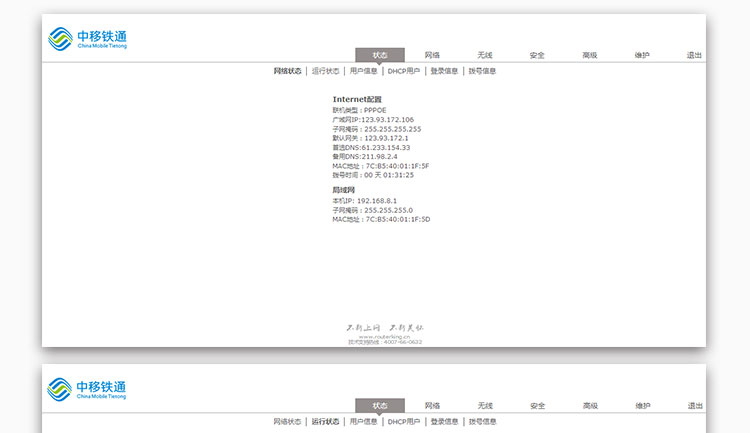 中移铁通
China Mobile Tietong
状态 网络 无线 安全 高级 维护 退出
网络状态 | 运行状态 | 用户信息 | DHCP用户 | 登录信息 | 拨号信息
Internet配置
联机类型：PPPOE
广域网IP:123.93.172.106
子网掩码：255.255.255.255
默认网关：123.93.172.1
首选DNS:61.233.154.33
备用DNS:211.98.2.4
MAC地址：7C:B5:40:01:1F:5F
拨号时间：00 天 01:31:25
局域网
本机IP: 192.168.8.1
子网掩码：255.255.255.0
MAC地址：7C:B5:40:01:1F:5D
www.routerking.cn
技术支持热线：4007-66-0632
中移铁通
China Mobile Tietong
状态 网络 无线 安全 高级 维护 退出
网络状态 | 运行状态 | 用户信息 | DHCP用户 | 登录信息 | 拨号信息